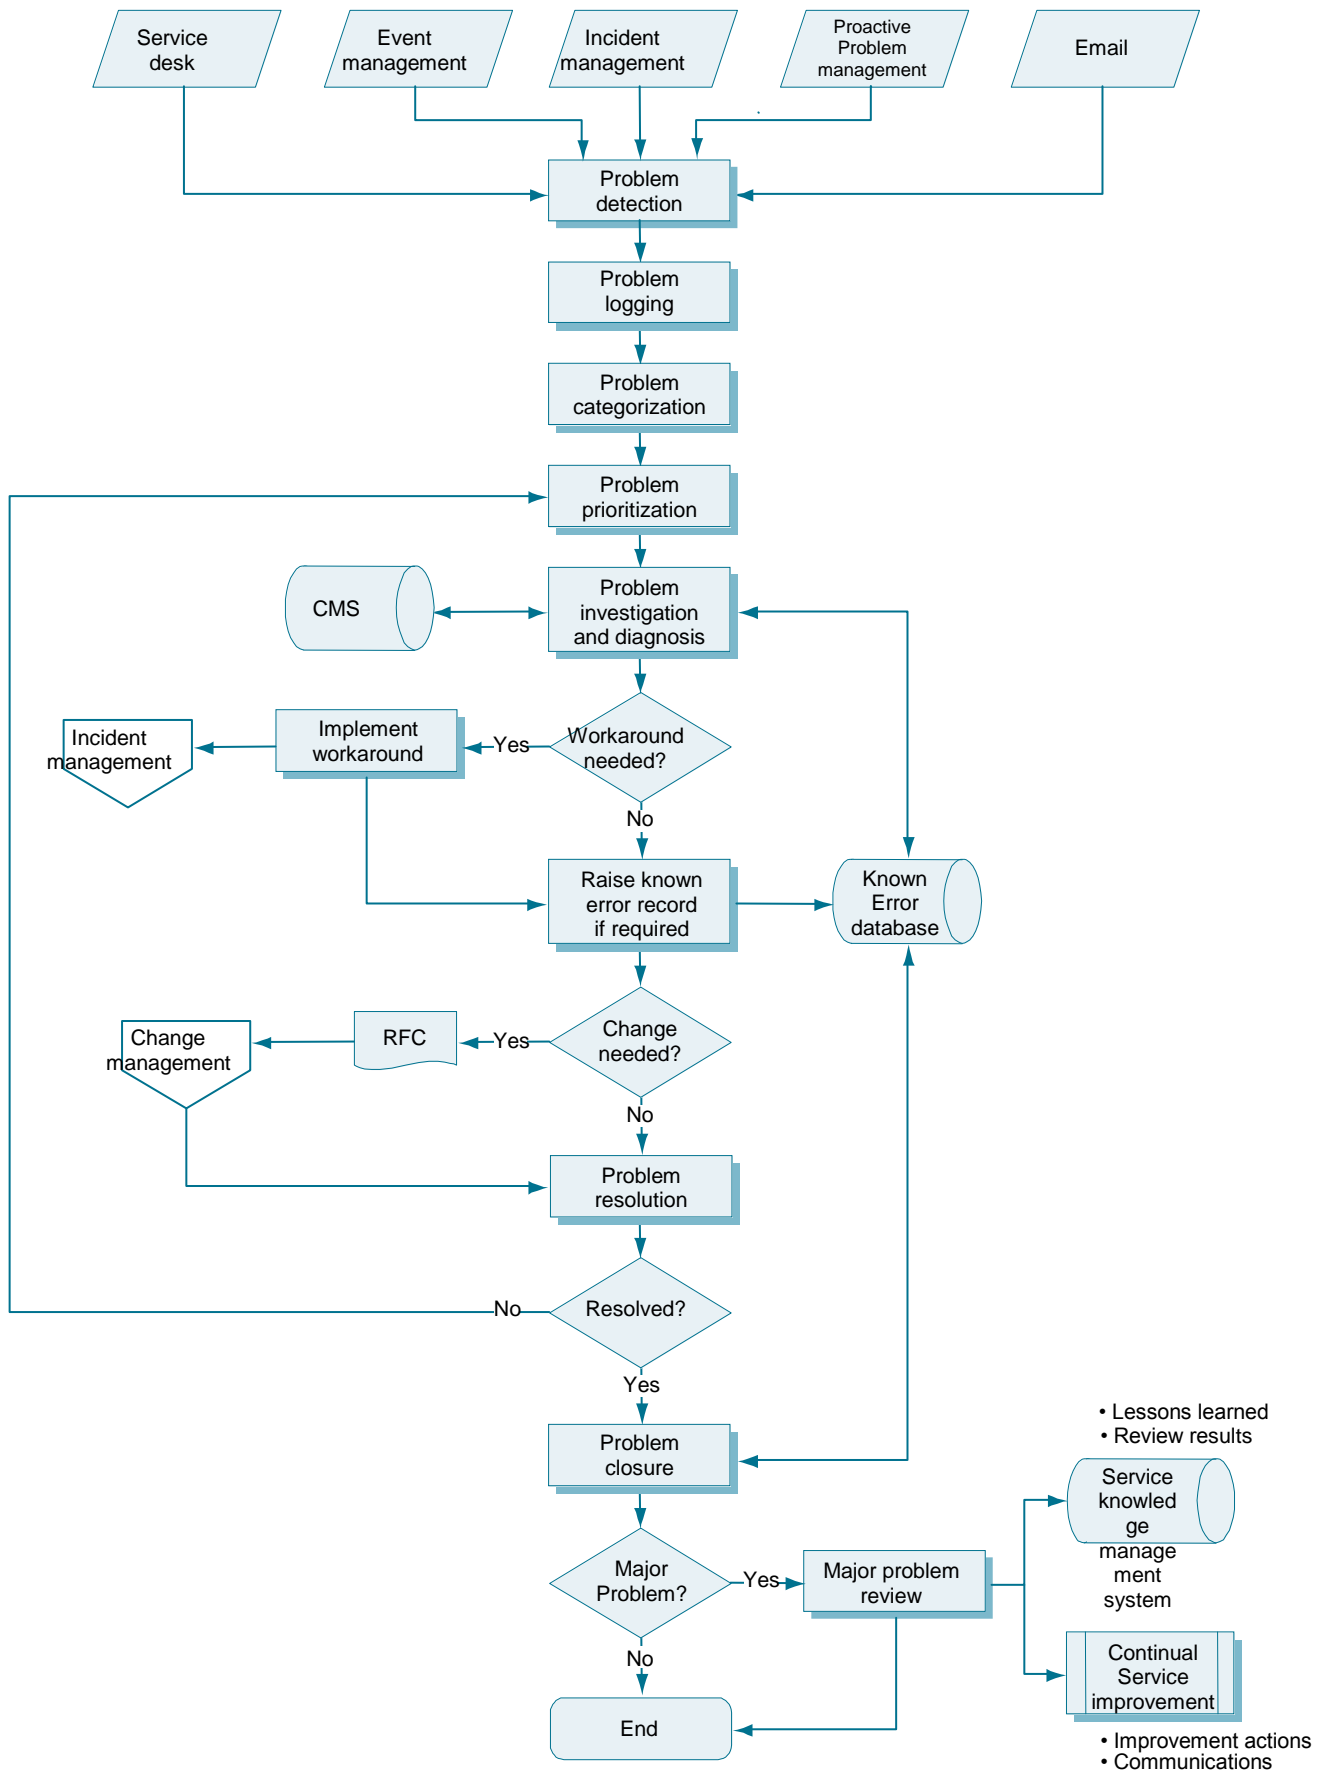 Service
desk
Event
management
Incident
management
Proactive
Problem
management
Email
Problem
detection
Problem
logging
Problem
categorization
Problem
prioritization
CMS
Problem
investigation
and diagnosis
Incident
management
Implement
workaround
Yes
Workaround
needed?
No
Raise known
error record
if required
Known
Error
database
Change
management
RFC
Yes
Change
needed?
No
Problem
resolution
No
Resolved?
Yes
Problem
closure
• Lessons learned
• Review results
Service
knowled
ge
manage
ment
system
Major
Problem?
Yes
Major problem
review
No
Continual
Service
improvement
End
• Improvement actions
• Communications